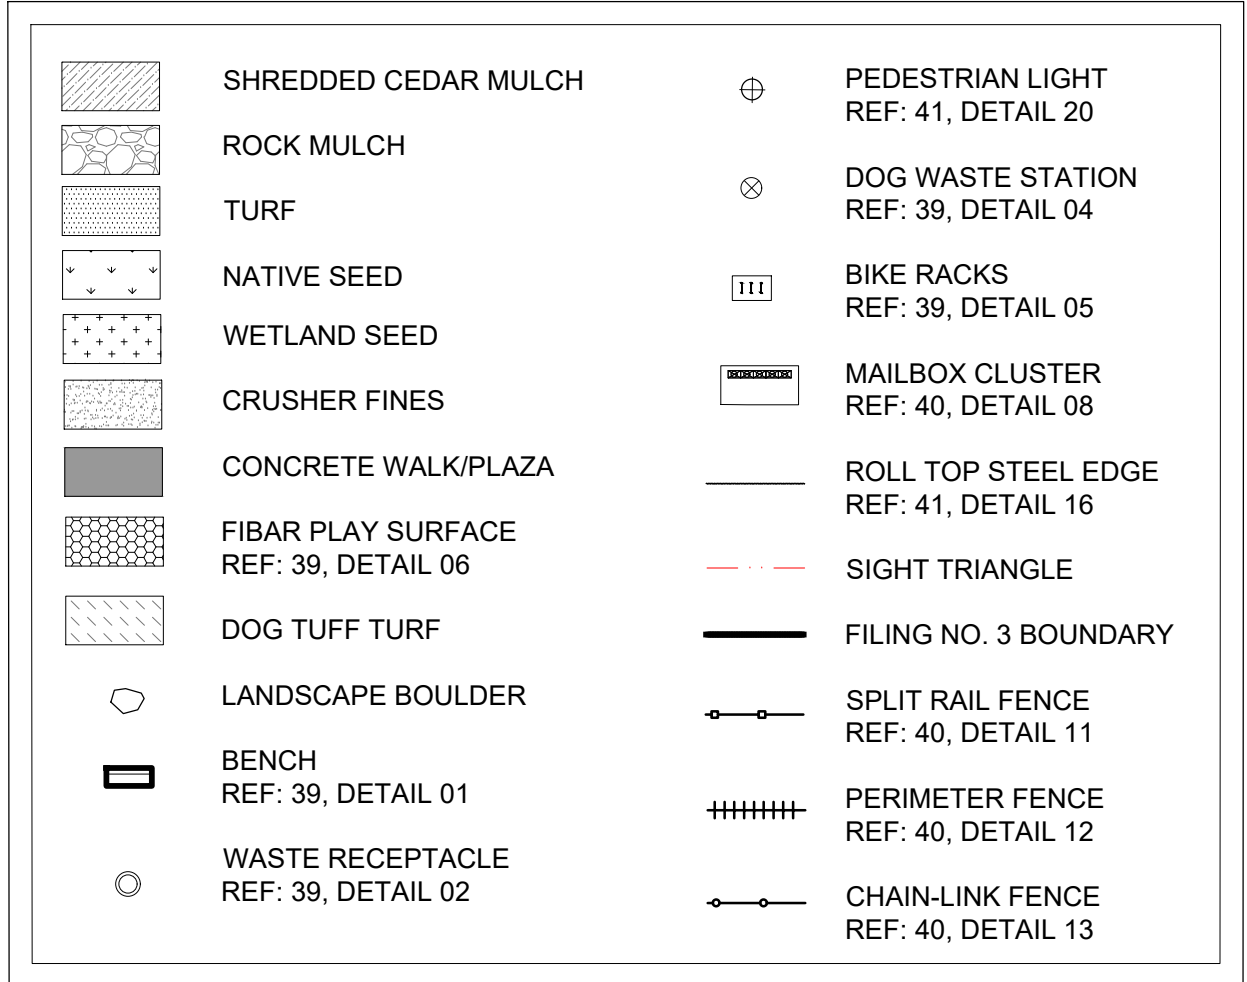 SHREDDED CEDAR MULCH
ROCK MULCH
TURF
NATIVE SEED
WETLAND SEED
CRUSHER FINES
CONCRETE WALK/PLAZA
FIBAR PLAY SURFACE
REF: 39, DETAIL 06
DOG TUFF TURF
LANDSCAPE BOULDER
BENCH
REF: 39, DETAIL 01
WASTE RECEPTACLE
REF: 39, DETAIL 02
PEDESTRIAN LIGHT
REF: 41, DETAIL 20
DOG WASTE STATION
REF: 39, DETAIL 04
BIKE RACKS
REF: 39, DETAIL 05
MAILBOX CLUSTER
REF: 40, DETAIL 08
ROLL TOP STEEL EDGE
REF: 41, DETAIL 16
SIGHT TRIANGLE
FILING NO. 3 BOUNDARY
SPLIT RAIL FENCE
REF: 40, DETAIL 11
PERIMETER FENCE
REF: 40, DETAIL 12
CHAIN-LINK FENCE
REF: 40, DETAIL 13